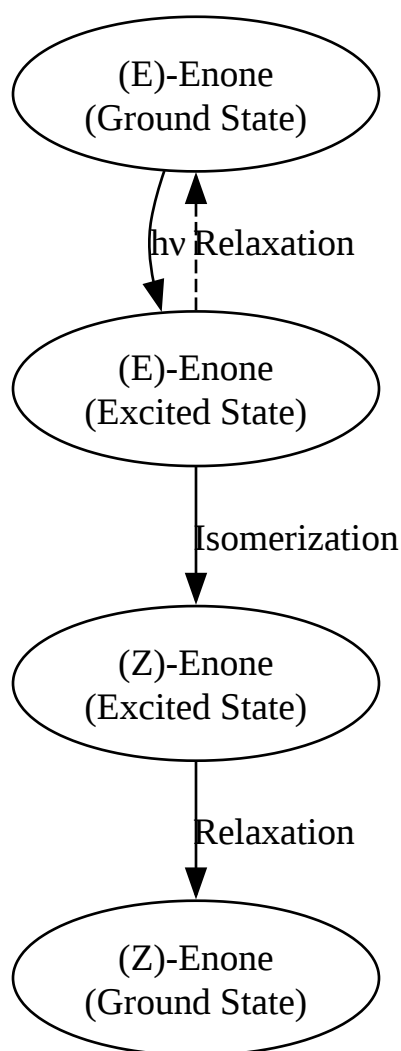 (E)-Enone
(Ground State)
hν Relaxation
(E)-Enone
(Excited State)
Isomerization
(Z)-Enone
(Excited State)
Relaxation
(Z)-Enone
(Ground State)